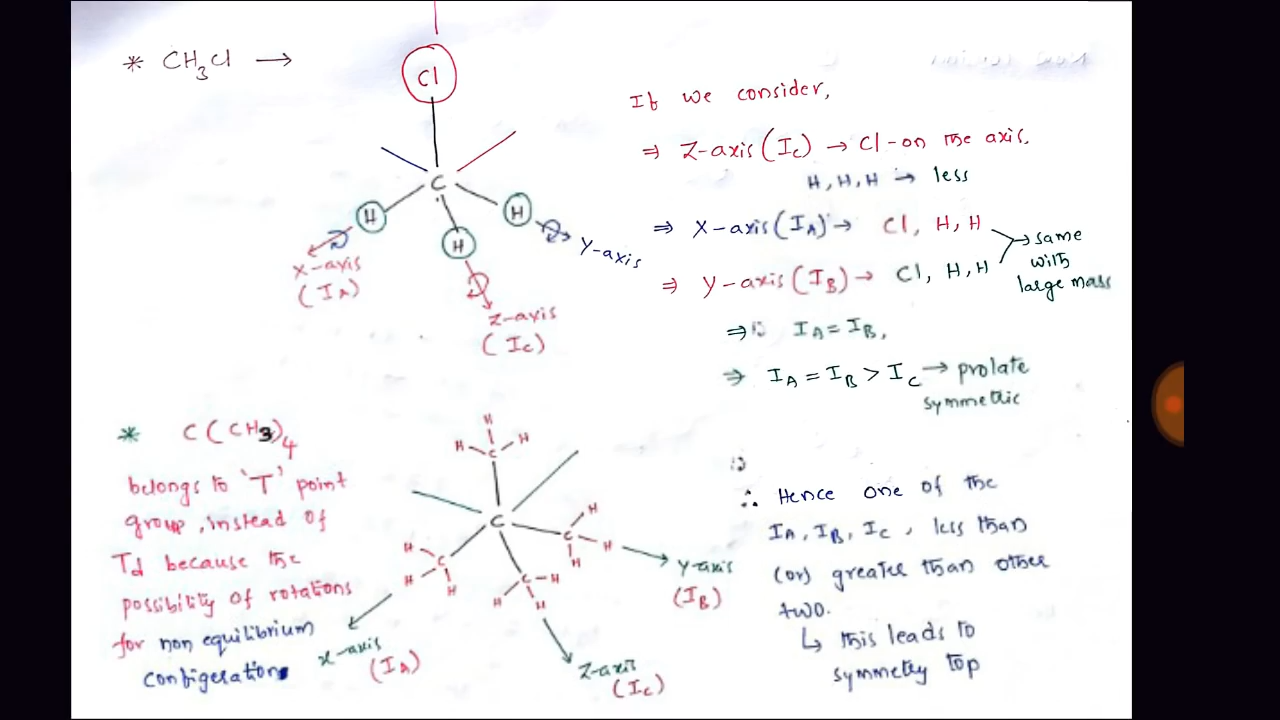 * CH3Cl →
Cl
C
H
H
H
X-axis
(IA)
Y-axis
Z-axis
(Ic)
If we consider,
⇒ Z-axis (Ic) → Cl-on the axis.
H, H, H → less
⇒ X-axis (IA) → Cl, H, H
⇒ Y-axis (IB) → Cl, H, H
same
with
large mass
⇒ IA = IB,
⇒ IA = IB > Ic → prolate
symmetric
* C(CH3)4
belongs to 'T' point
group, instead of
Td because the
possibility of rotations
for non equilibrium
configeration
H
H C H
C
H C
H H
C H
H H
H
C H
H
x-axis
(IA)
Y-axis
(IB)
Z-axis
(Ic)
∴ Hence one of the
IA, IB, Ic, less than
(or) greater than other
two.
↳ this leads to
symmetry top